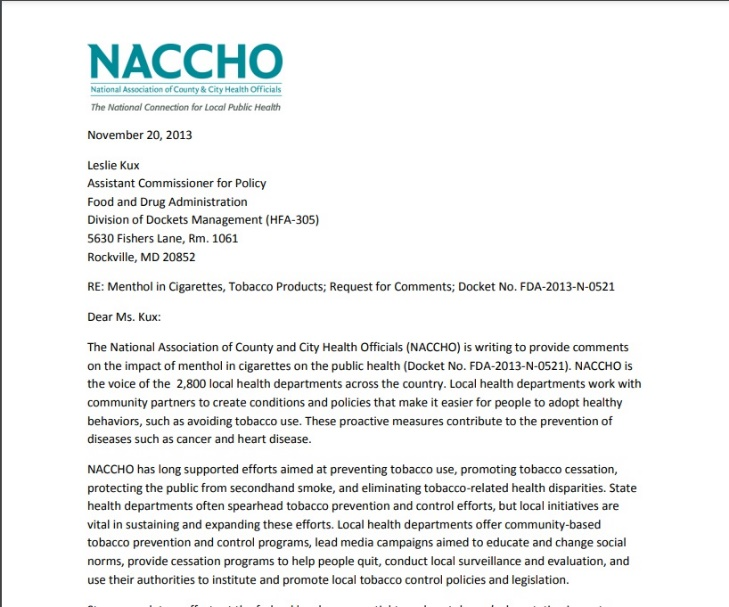 NACCHO
National Association of County & City Health Officials
The National Connection for Local Public Health
November 20, 2013
Leslie Kux
Assistant Commissioner for Policy
Food and Drug Administration
Division of Dockets Management (HFA-305)
5630 Fishers Lane, Rm. 1061
Rockville, MD 20852
RE: Menthol in Cigarettes, Tobacco Products; Request for Comments; Docket No. FDA-2013-N-0521
Dear Ms. Kux:
The National Association of County and City Health Officials (NACCHO) is writing to provide comments
on the impact of menthol in cigarettes on the public health (Docket No. FDA-2013-N-0521). NACCHO is
the voice of the  2,800 local health departments across the country. Local health departments work with
community partners to create conditions and policies that make it easier for people to adopt healthy
behaviors, such as avoiding tobacco use. These proactive measures contribute to the prevention of
diseases such as cancer and heart disease.
NACCHO has long supported efforts aimed at preventing tobacco use, promoting tobacco cessation,
protecting the public from secondhand smoke, and eliminating tobacco-related health disparities. State
health departments often spearhead tobacco prevention and control efforts, but local initiatives are
vital in sustaining and expanding these efforts. Local health departments offer community-based
tobacco prevention and control programs, lead media campaigns aimed to educate and change social
norms, provide cessation programs to help people quit, conduct local surveillance and evaluation, and
use their authorities to institute and promote local tobacco control policies and legislation.